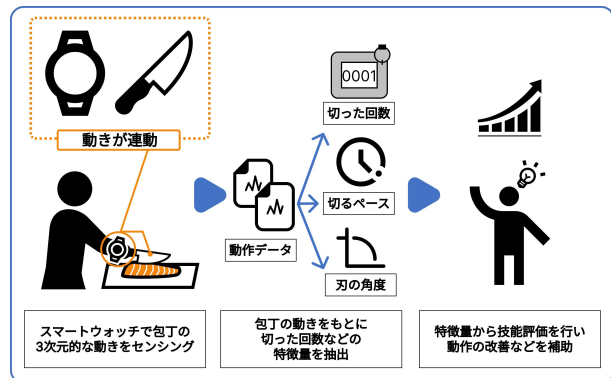 動きが連動
0001
切った回数
切るペース
動作データ
刃の角度
スマートウォッチで包丁の
3次元的な動きをセンシング
包丁の動きをもとに
切った回数などの
特徴量を抽出
特徴量から技能評価を行い
動作の改善などを補助